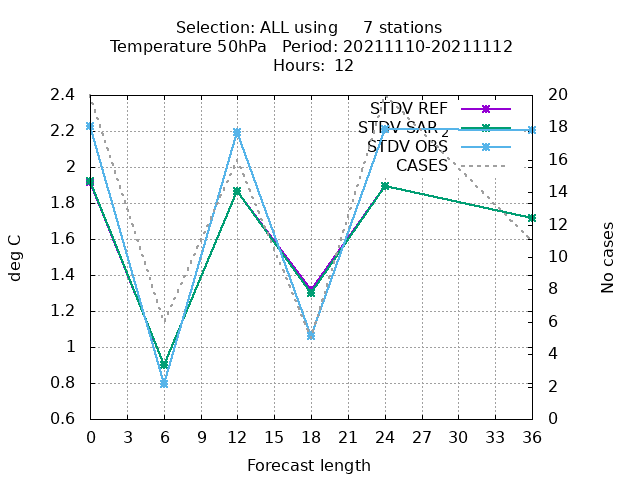 Selection: ALL using     7 stations
Temperature 50hPa   Period: 20211110-20211112
Hours: 12
STDV REF
STDV SAR_2
STDV OBS
CASES
deg C
2.4
2.2
2
1.8
1.6
1.4
1.2
1
0.8
0.6
20
18
16
14
12
10
8
6
4
2
0
No cases
0 3 6 9 12 15 18 21 24 27 30 33 36
Forecast length